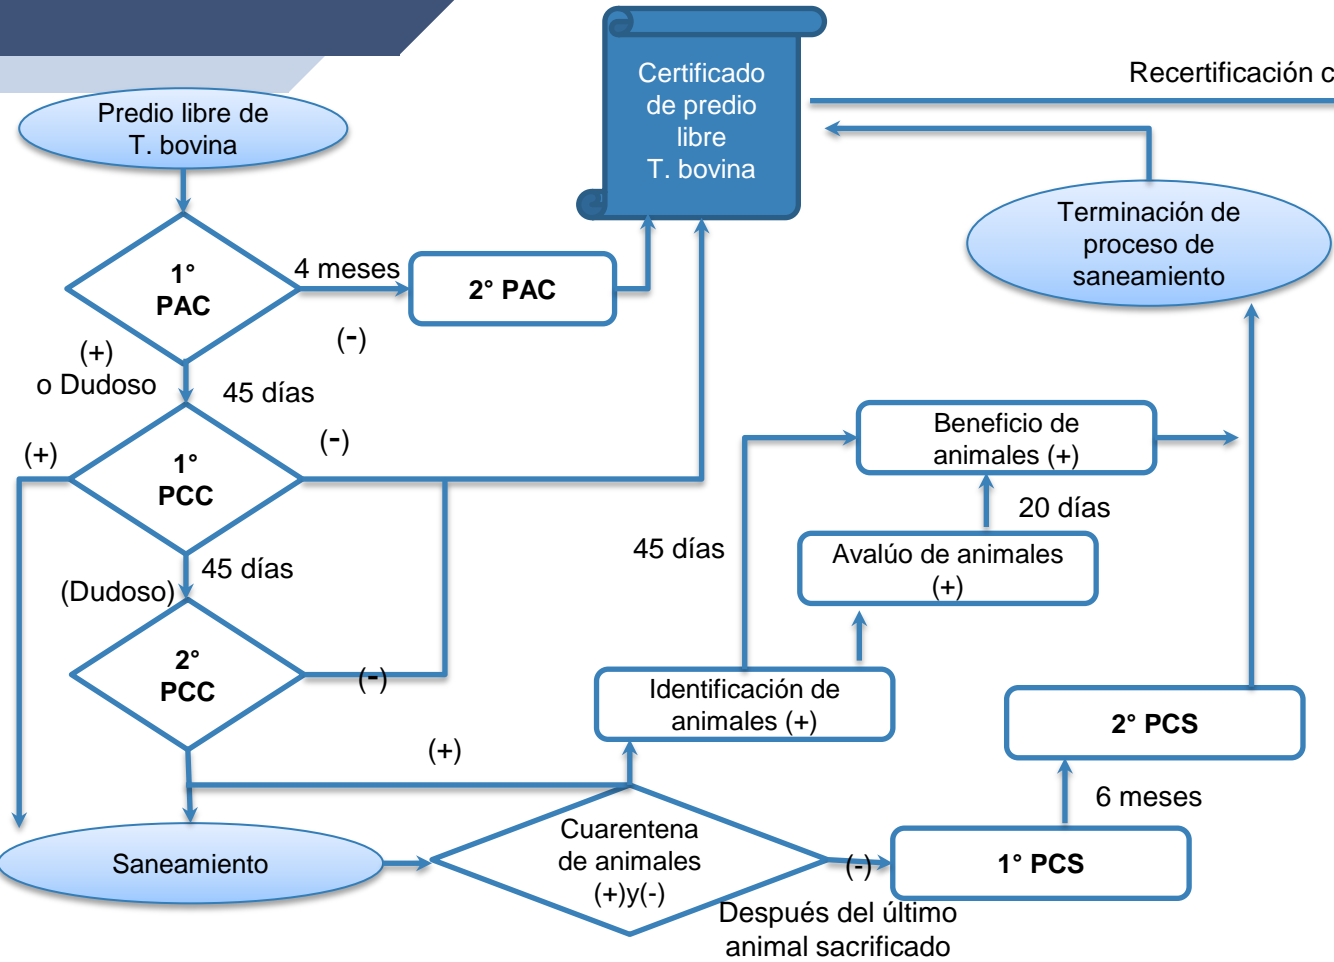 Certificado
de predio
libre
T. bovina
Recertificación c
Predio libre de
T. bovina
Terminación de
proceso de
saneamiento
1°
PAC
4 meses
2° PAC
(-)
(+)
o Dudoso
45 días
(+)
1°
PCC
(-)
Beneficio de
animales (+)
20 días
45 días
Avalúo de animales
(+)
45 días
(Dudoso)
2°
PCC
(-)
Identificación de
animales (+)
2° PCS
(+)
6 meses
Saneamiento
Cuarentena
de animales
(+)y(-)
(-)
1° PCS
Después del último
animal sacrificado